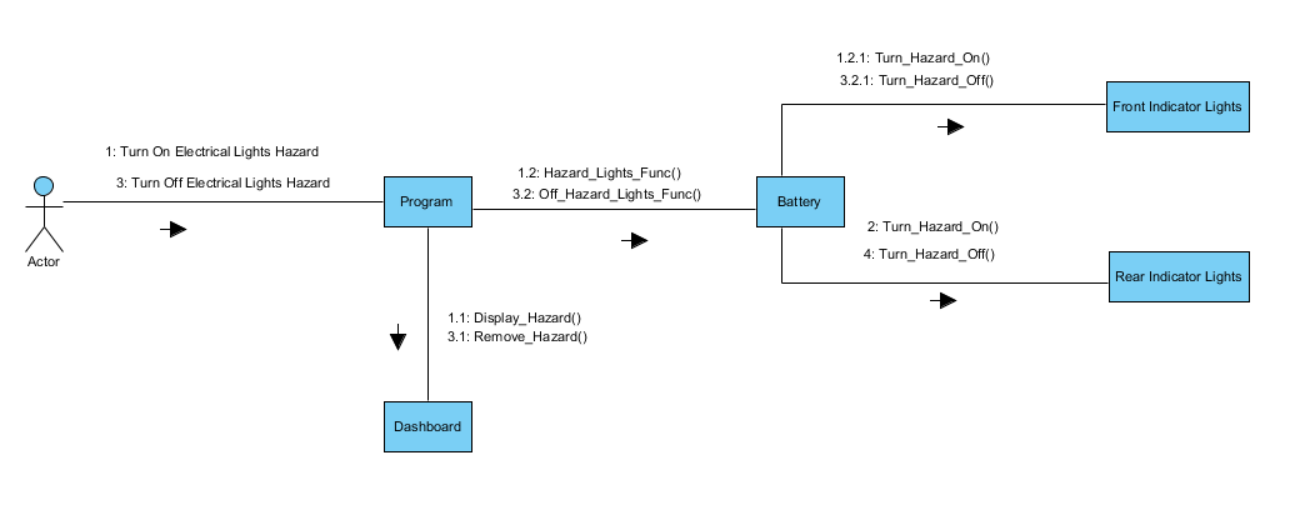 1.2.1: Turn_Hazard_On()
3.2.1: Turn_Hazard_Off()
Front Indicator Lights
1: Turn On Electrical Lights Hazard
3: Turn Off Electrical Lights Hazard
1.2: Hazard_Lights_Func()
3.2: Off_Hazard_Lights_Func()
Program
Battery
2: Turn_Hazard_On()
4: Turn_Hazard_Off()
Actor
Rear Indicator Lights
1.1: Display_Hazard()
3.1: Remove_Hazard()
Dashboard